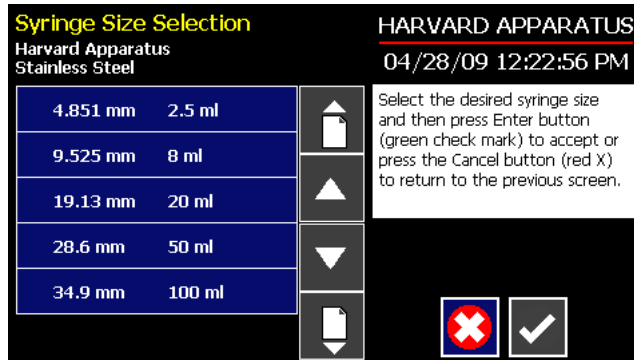 Syringe Size Selection
Harvard Apparatus
Stainless Steel
4.851 mm 2.5 ml
9.525 mm 8 ml
19.13 mm 20 ml
28.6 mm 50 ml
34.9 mm 100 ml
HARVARD APPARATUS
04/28/09 12:22:56 PM
Select the desired syringe size
and then press Enter button
(green check mark) to accept or
press the Cancel button (red X)
to return to the previous screen.